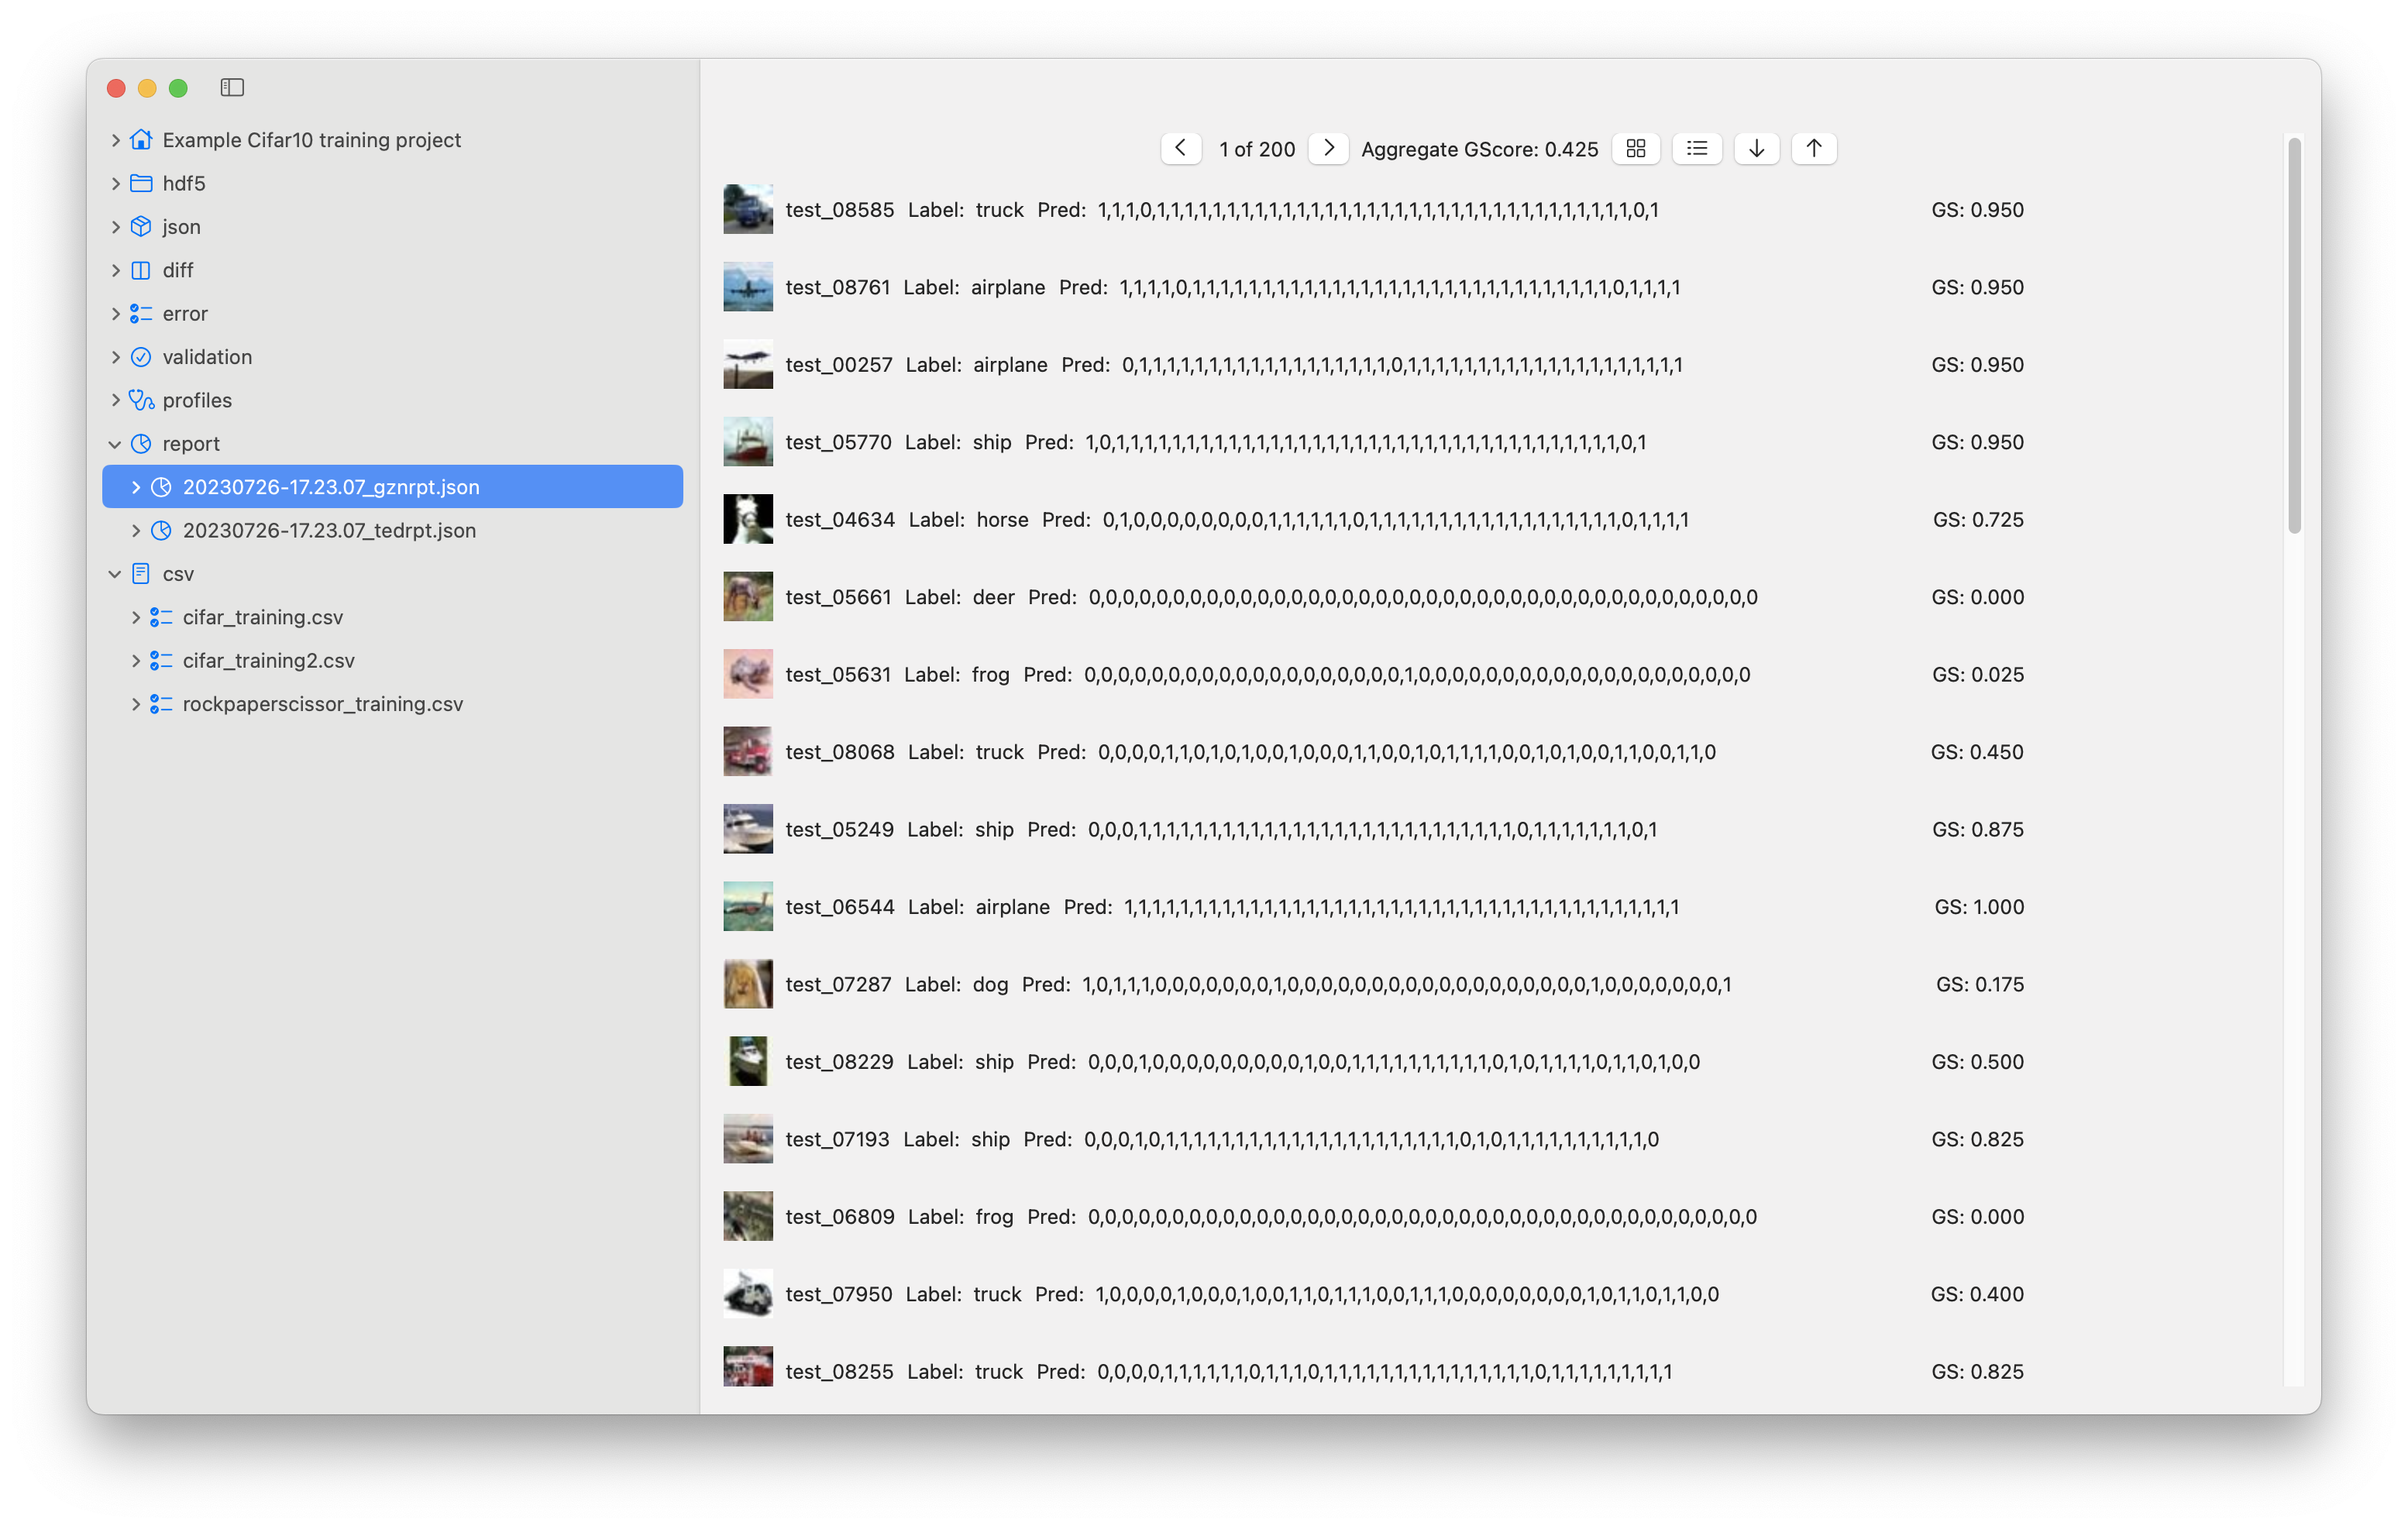 Example Cifar10 training project
hdf5
json
diff
error
validation
profiles
report
20230726-17.23.07_gznrpt.json
20230726-17.23.07_tedrpt.json
csv
cifar_training.csv
cifar_training2.csv
rockpaperscissor_training.csv
1 of 200 Aggregate GScore: 0.425
test_08585 Label: truck Pred: 1,1,1,0,1,1,1,1,1,1,1,1,1,1,1,1,1,1,1,1,1,1,1,1,1,1,1,1,1,1,1,1,1,1,1,1,1,1,0,1 GS: 0.950
test_08761 Label: airplane Pred: 1,1,1,1,0,1,1,1,1,1,1,1,1,1,1,1,1,1,1,1,1,1,1,1,1,1,1,1,1,1,1,1,1,1,1,0,1,1,1,1 GS: 0.950
test_00257 Label: airplane Pred: 0,1,1,1,1,1,1,1,1,1,1,1,1,1,1,1,1,1,1,0,1,1,1,1,1,1,1,1,1,1,1,1,1,1,1,1,1,1,1,1 GS: 0.950
test_05770 Label: ship Pred: 1,0,1,1,1,1,1,1,1,1,1,1,1,1,1,1,1,1,1,1,1,1,1,1,1,1,1,1,1,1,1,1,1,1,1,1,1,1,0,1 GS: 0.950
test_04634 Label: horse Pred: 0,1,0,0,0,0,0,0,0,0,1,1,1,1,1,1,0,1,1,1,1,1,1,1,1,1,1,1,1,1,1,1,1,1,1,0,1,1,1,1 GS: 0.725
test_05661 Label: deer Pred: 0,0,0,0,0,0,0,0,0,0,0,0,0,0,0,0,0,0,0,0,0,0,0,0,0,0,0,0,0,0,0,0,0,0,0,0,0,0,0,0 GS: 0.000
test_05631 Label: frog Pred: 0,0,0,0,0,0,0,0,0,0,0,0,0,0,0,0,0,0,0,1,0,0,0,0,0,0,0,0,0,0,0,0,0,0,0,0,0,0,0,0 GS: 0.025
test_08068 Label: truck Pred: 0,0,0,0,1,1,0,1,0,1,0,0,1,0,0,0,1,1,0,0,1,0,1,1,1,1,0,0,1,0,1,0,0,1,1,0,0,1,1,0 GS: 0.450
test_05249 Label: ship Pred: 0,0,0,1,1,1,1,1,1,1,1,1,1,1,1,1,1,1,1,1,1,1,1,1,1,1,1,1,1,1,0,1,1,1,1,1,1,1,0,1 GS: 0.875
test_06544 Label: airplane Pred: 1,1,1,1,1,1,1,1,1,1,1,1,1,1,1,1,1,1,1,1,1,1,1,1,1,1,1,1,1,1,1,1,1,1,1,1,1,1,1,1 GS: 1.000
test_07287 Label: dog Pred: 1,0,1,1,1,0,0,0,0,0,0,0,1,0,0,0,0,0,0,0,0,0,0,0,0,0,0,0,0,0,0,1,0,0,0,0,0,0,0,1 GS: 0.175
test_08229 Label: ship Pred: 0,0,0,1,0,0,0,0,0,0,0,0,0,1,0,0,1,1,1,1,1,1,1,1,1,1,0,1,0,1,1,1,1,0,1,1,0,1,0,0 GS: 0.500
test_07193 Label: ship Pred: 0,0,0,1,0,1,1,1,1,1,1,1,1,1,1,1,1,1,1,1,1,1,1,1,1,1,0,1,0,1,1,1,1,1,1,1,1,1,1,0 GS: 0.825
test_06809 Label: frog Pred: 0,0,0,0,0,0,0,0,0,0,0,0,0,0,0,0,0,0,0,0,0,0,0,0,0,0,0,0,0,0,0,0,0,0,0,0,0,0,0,0 GS: 0.000
test_07950 Label: truck Pred: 1,0,0,0,0,1,0,0,0,1,0,0,1,1,0,1,1,1,0,0,1,1,1,0,0,0,0,0,0,0,0,1,0,1,1,0,1,1,0,0 GS: 0.400
test_08255 Label: truck Pred: 0,0,0,0,1,1,1,1,1,1,0,1,1,1,0,1,1,1,1,1,1,1,1,1,1,1,1,1,1,1,0,1,1,1,1,1,1,1,1,1 GS: 0.825